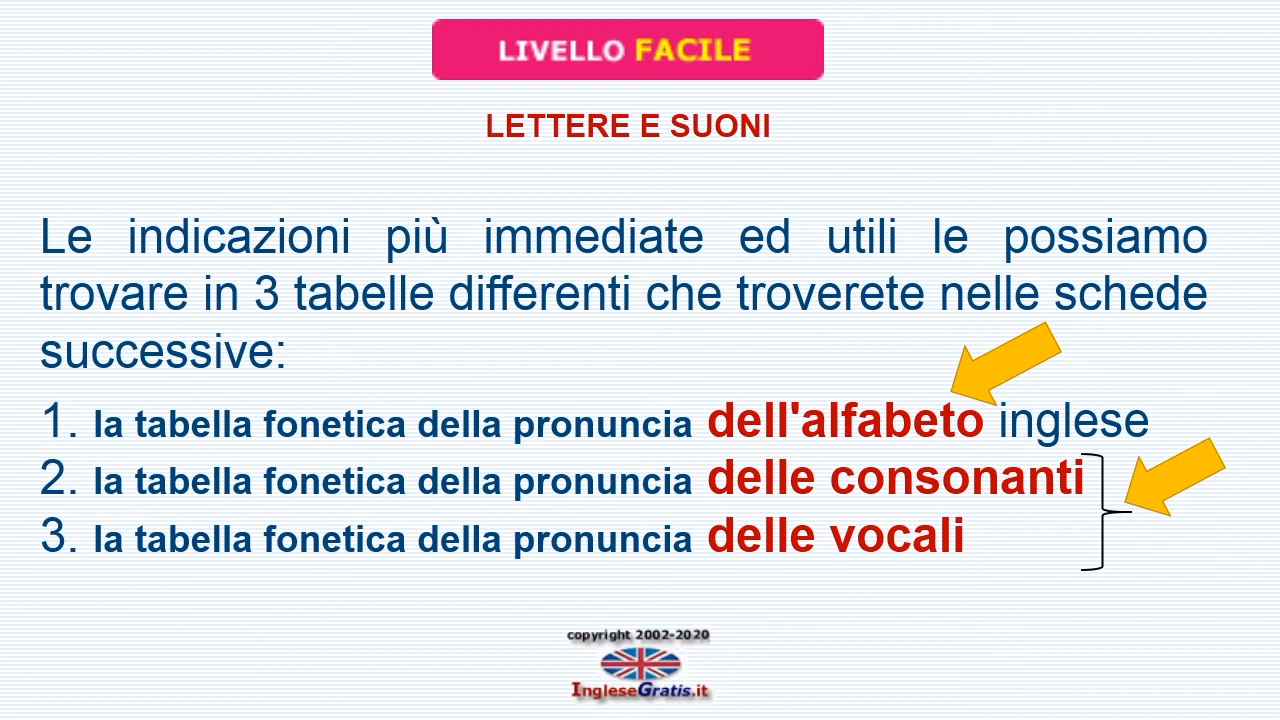 LIVELLO FACILE
LETTERE E SUONI
Le indicazioni più immediate ed utili le possiamo
trovare in 3 tabelle differenti che troverete nelle schede
successive:
1. la tabella fonetica della pronuncia dell'alfabeto inglese
2. la tabella fonetica della pronuncia delle consonanti
3. la tabella fonetica della pronuncia delle vocali
copyright 2002-2020
IngleseGratis.it